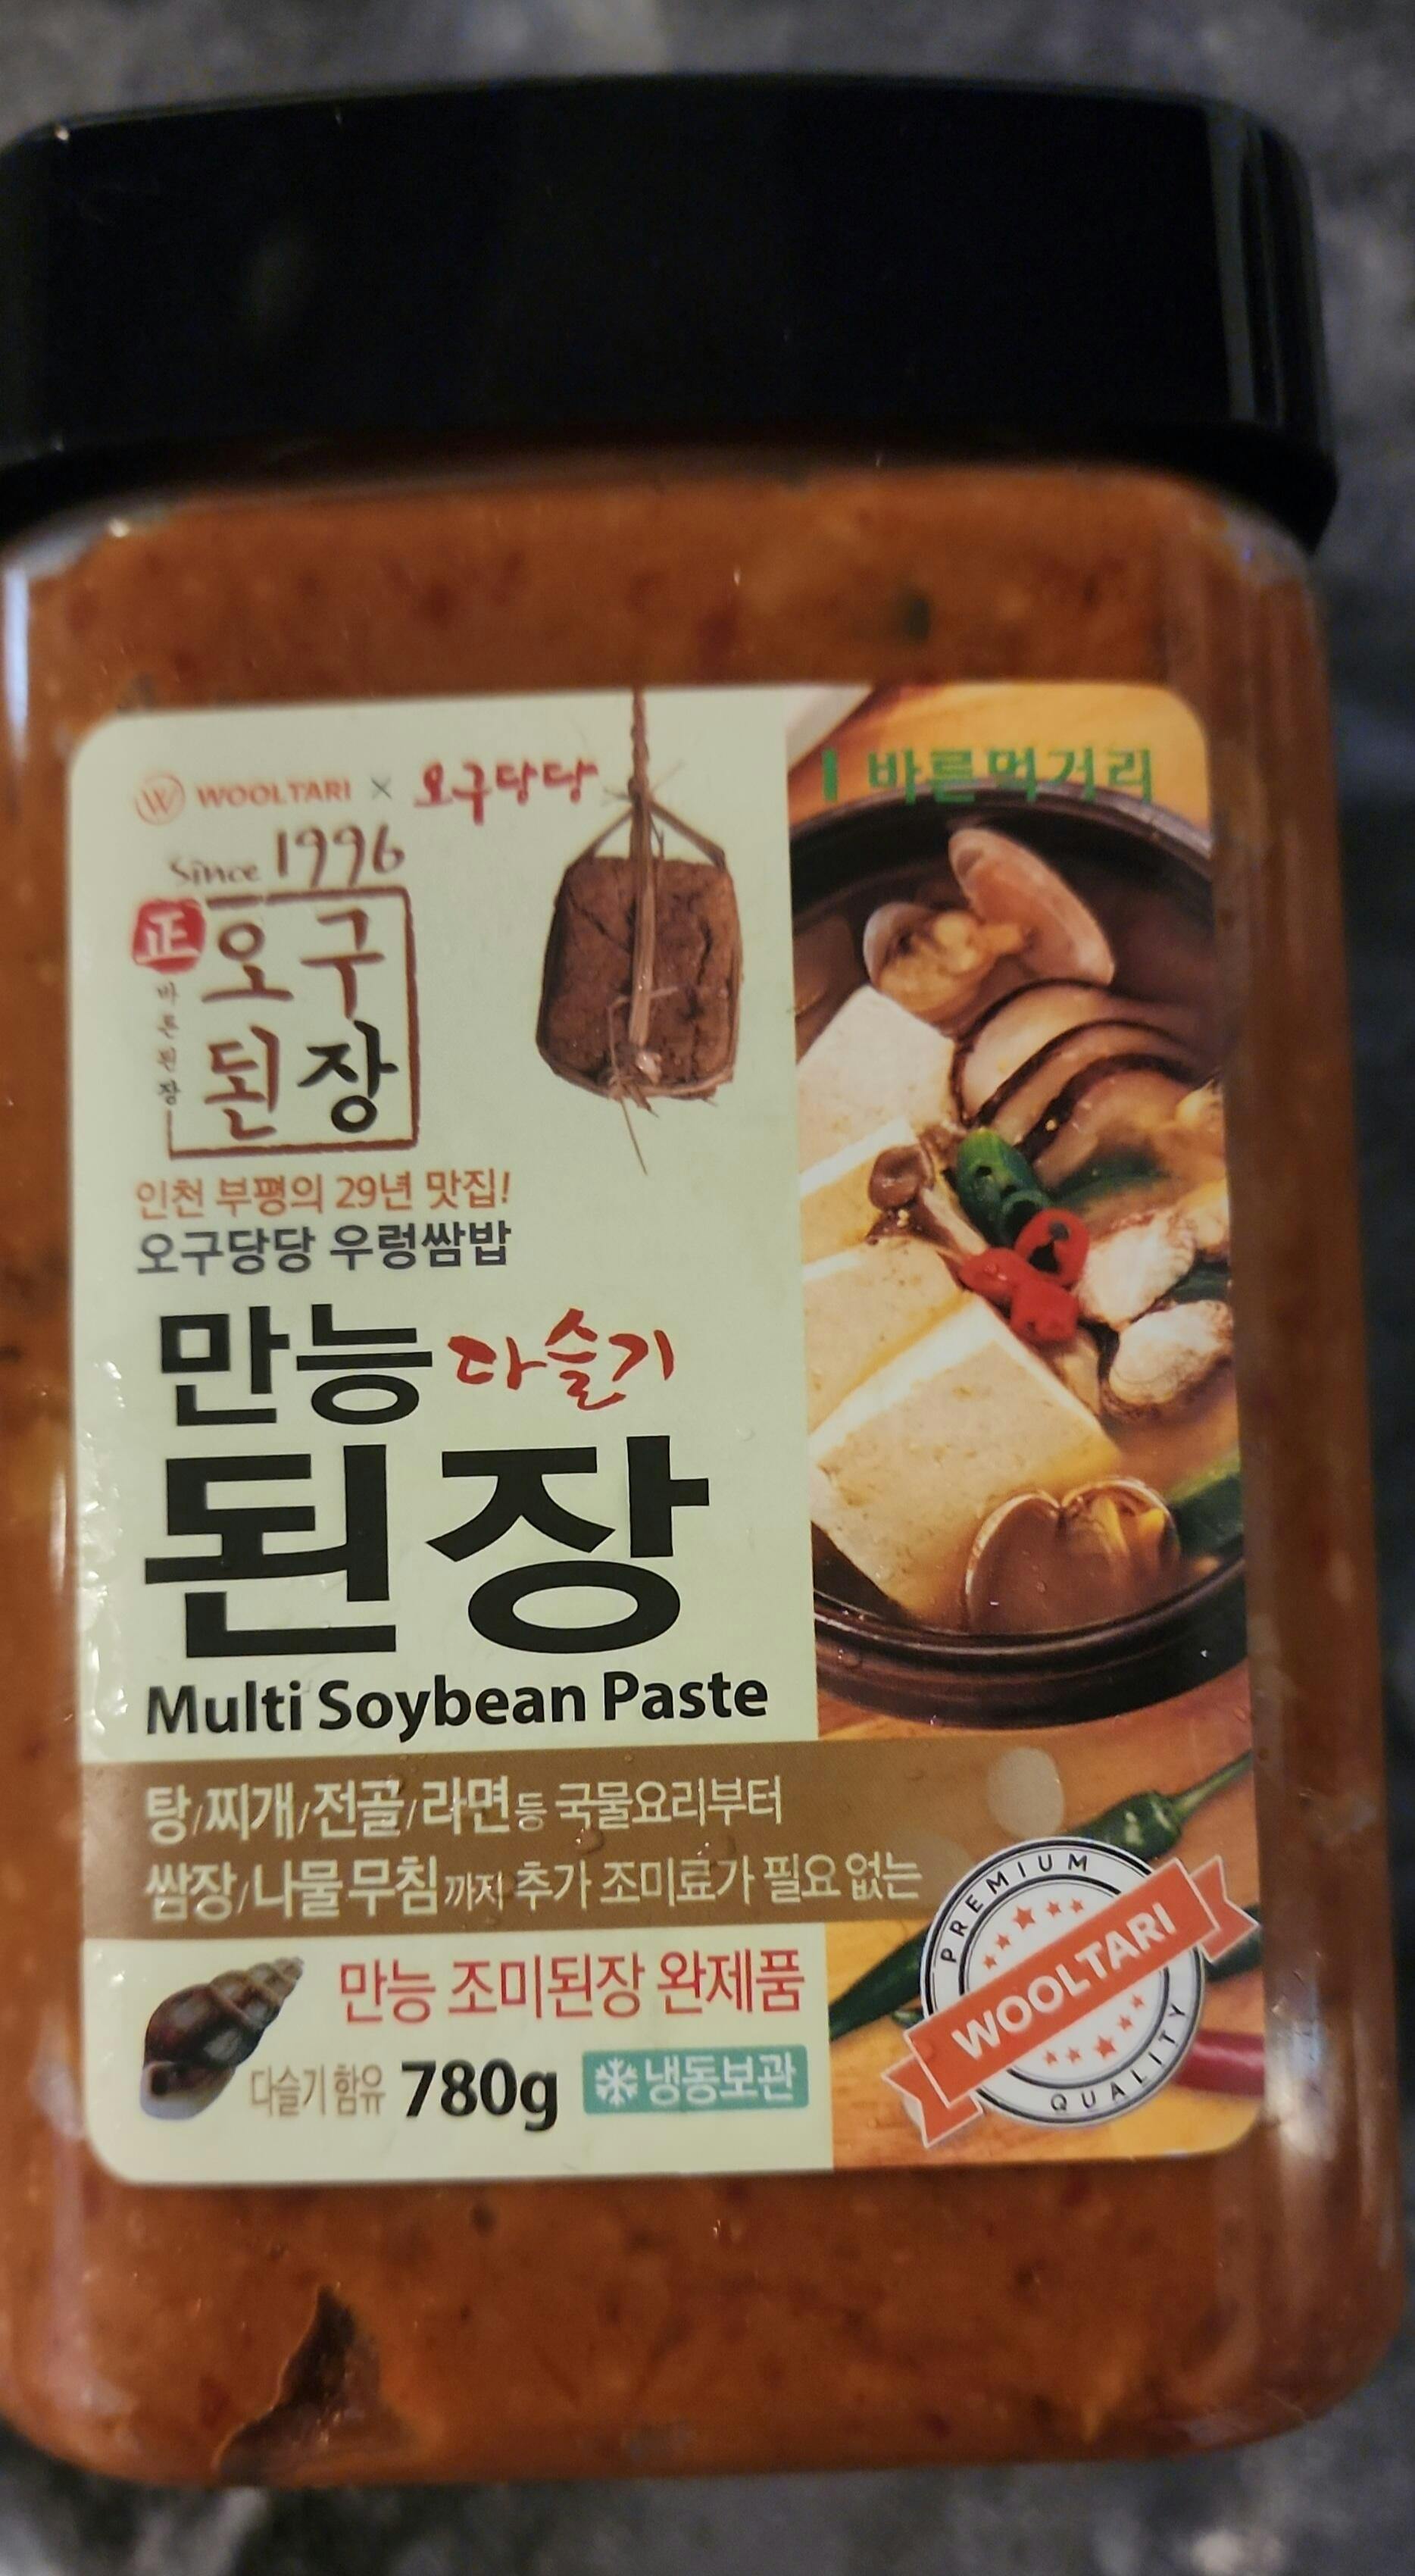 WOOLTARI × 오구당당
바른먹거리
Since 1996
正 오구
된장
바른된장
인천 부평의 29년 맛집!
오구당당 우렁쌈밥
만능 다슬기
된장
Multi Soybean Paste
탕/찌개/전골/라면등 국물요리부터
쌈장/나물무침까지 추가 조미료가 필요 없는
만능 조미된장 완제품
다슬기 함유 780g 냉동보관
PREMIUM
WOOLTARI
QUALITY